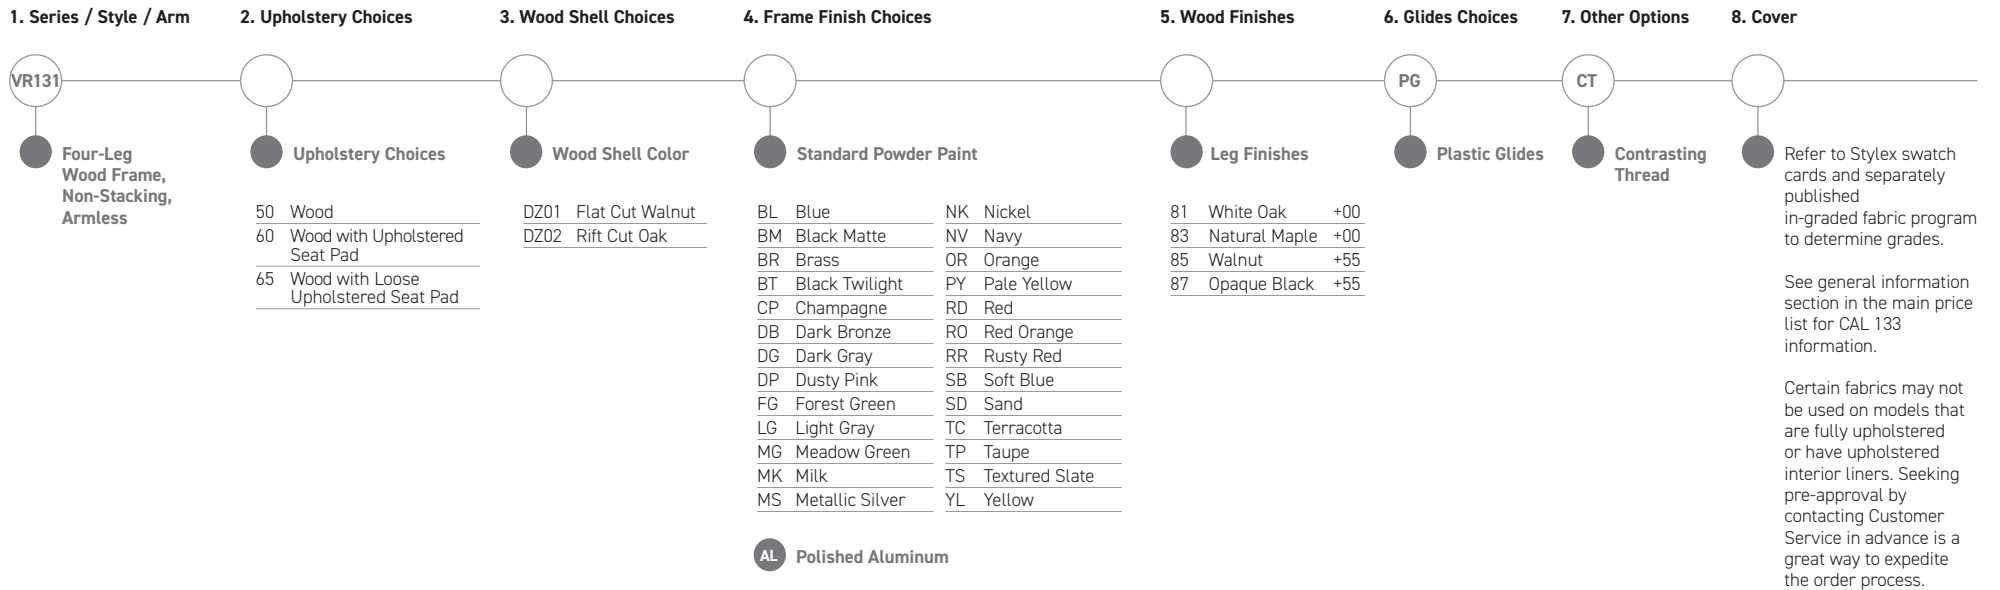 1. Series / Style / Arm
2. Upholstery Choices
3. Wood Shell Choices
4. Frame Finish Choices
5. Wood Finishes
6. Glides Choices
7. Other Options
8. Cover
VR131
PG
CT
Four-Leg
Wood Frame,
Non-Stacking,
Armless
Upholstery Choices
50 Wood
60 Wood with Upholstered
Seat Pad
65 Wood with Loose
Upholstered Seat Pad
Wood Shell Color
DZ01 Flat Cut Walnut
DZ02 Rift Cut Oak
Standard Powder Paint
BL Blue
BM Black Matte
BR Brass
BT Black Twilight
CP Champagne
DB Dark Bronze
DG Dark Gray
DP Dusty Pink
FG Forest Green
LG Light Gray
MG Meadow Green
MK Milk
MS Metallic Silver
NK Nickel
NV Navy
OR Orange
PY Pale Yellow
RD Red
RO Red Orange
RR Rusty Red
SB Soft Blue
SD Sand
TC Terracotta
TP Taupe
TS Textured Slate
YL Yellow
AL Polished Aluminum
Leg Finishes
81 White Oak +00
83 Natural Maple +00
85 Walnut +55
87 Opaque Black +55
Plastic Glides
Contrasting
Thread
Refer to Stylex swatch
cards and separately
published
in-graded fabric program
to determine grades.
See general information
section in the main price
list for CAL 133
information.
Certain fabrics may not
be used on models that
are fully upholstered
or have upholstered
interior liners. Seeking
pre-approval by
contacting Customer
Service in advance is a
great way to expedite
the order process.